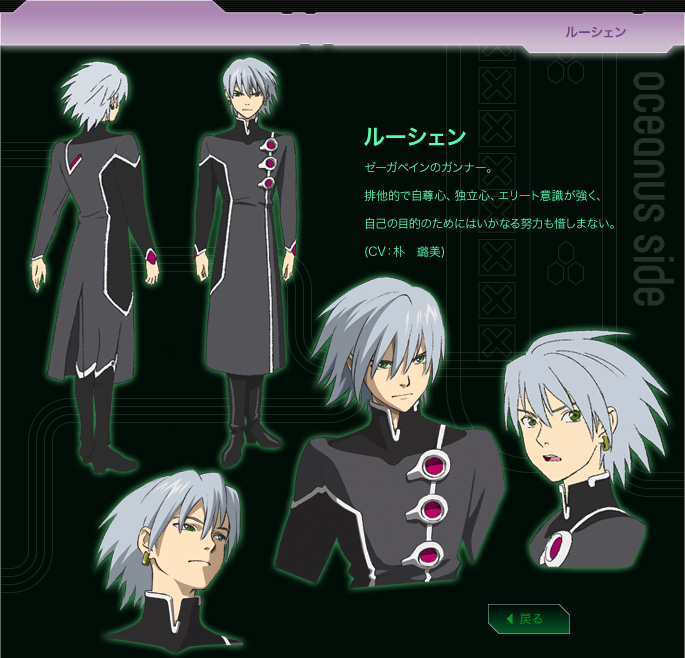 ルーシェン
ルーシェン
ゼーガペインのガンナー。
排他的で自尊心、独立心、エリート意識が強く、
自己の目的のためにはいかなる努力も惜しまない。
(CV:朴　璐美)
oceanus side
戻る